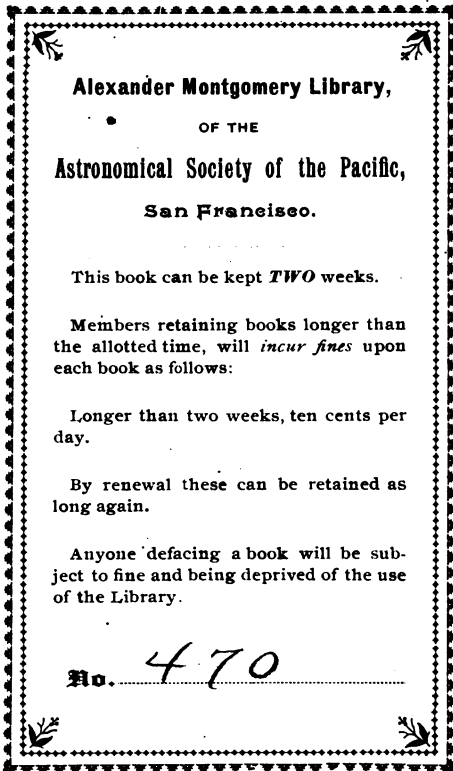 Alexander Montgomery Library,
OF THE
Astronomical Society of the Pacific,
San Francisco.
This book can be kept TWO weeks.
Members retaining books longer than
the allotted time, will incur fines upon
each book as follows:
Longer than two weeks, ten cents per
day.
By renewal these can be retained as
long again.
Anyone defacing a book will be sub-
ject to fine and being deprived of the use
of the Library.
No. 470